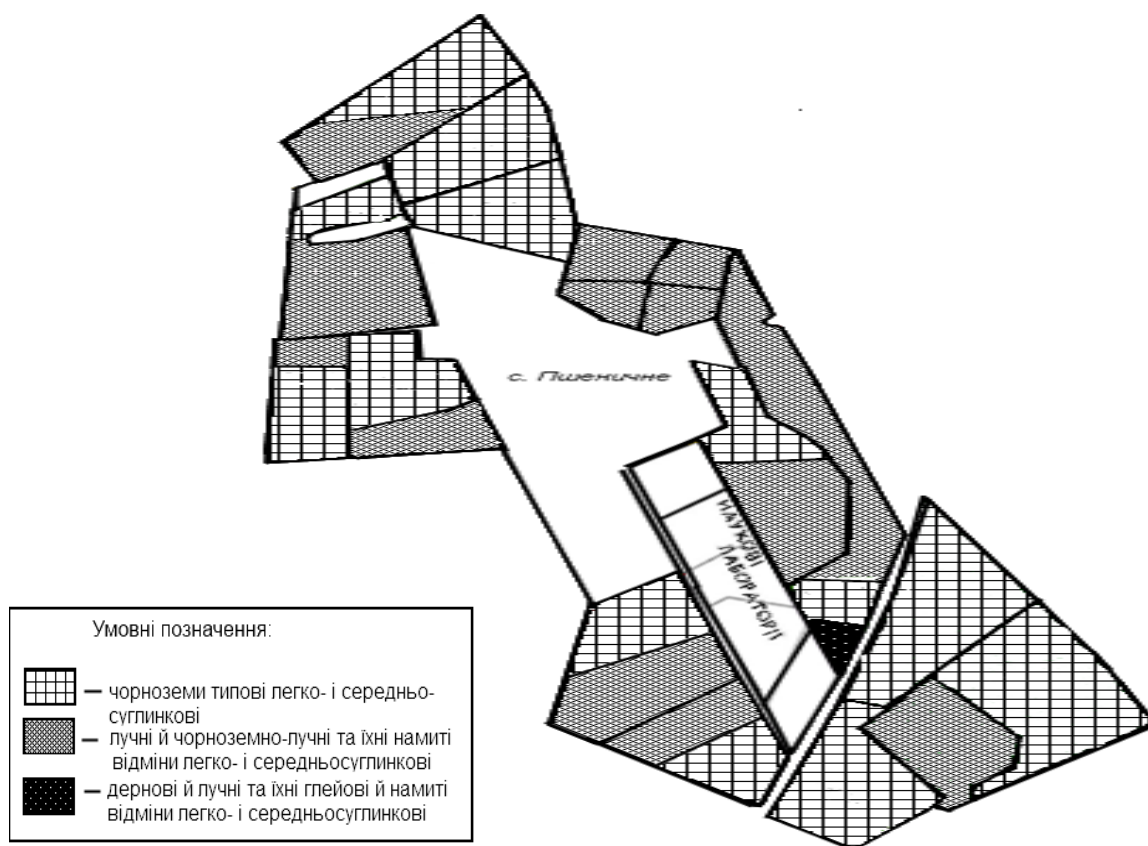 с. Пшеничне
НАУКОВІ
ЛАБОРАТОРІЇ
Умовні позначення:
– чорноземи типові легко- і середньо-
суглинкові
– лучні й чорноземно-лучні та їхні намиті
відміни легко- і середньосуглинкові
– дернові й лучні та їхні глейові й намиті
відміни легко- і середньосуглинкові